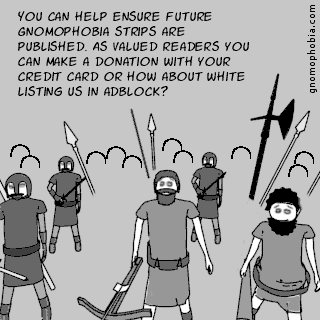 YOU CAN HELP ENSURE FUTURE
GNOMOPHOBIA STRIPS ARE
PUBLISHED. AS VALUED READERS YOU
CAN MAKE A DONATION WITH YOUR
CREDIT CARD OR HOW ABOUT WHITE
LISTING US IN ADBLOCK?
gnomophobia.com